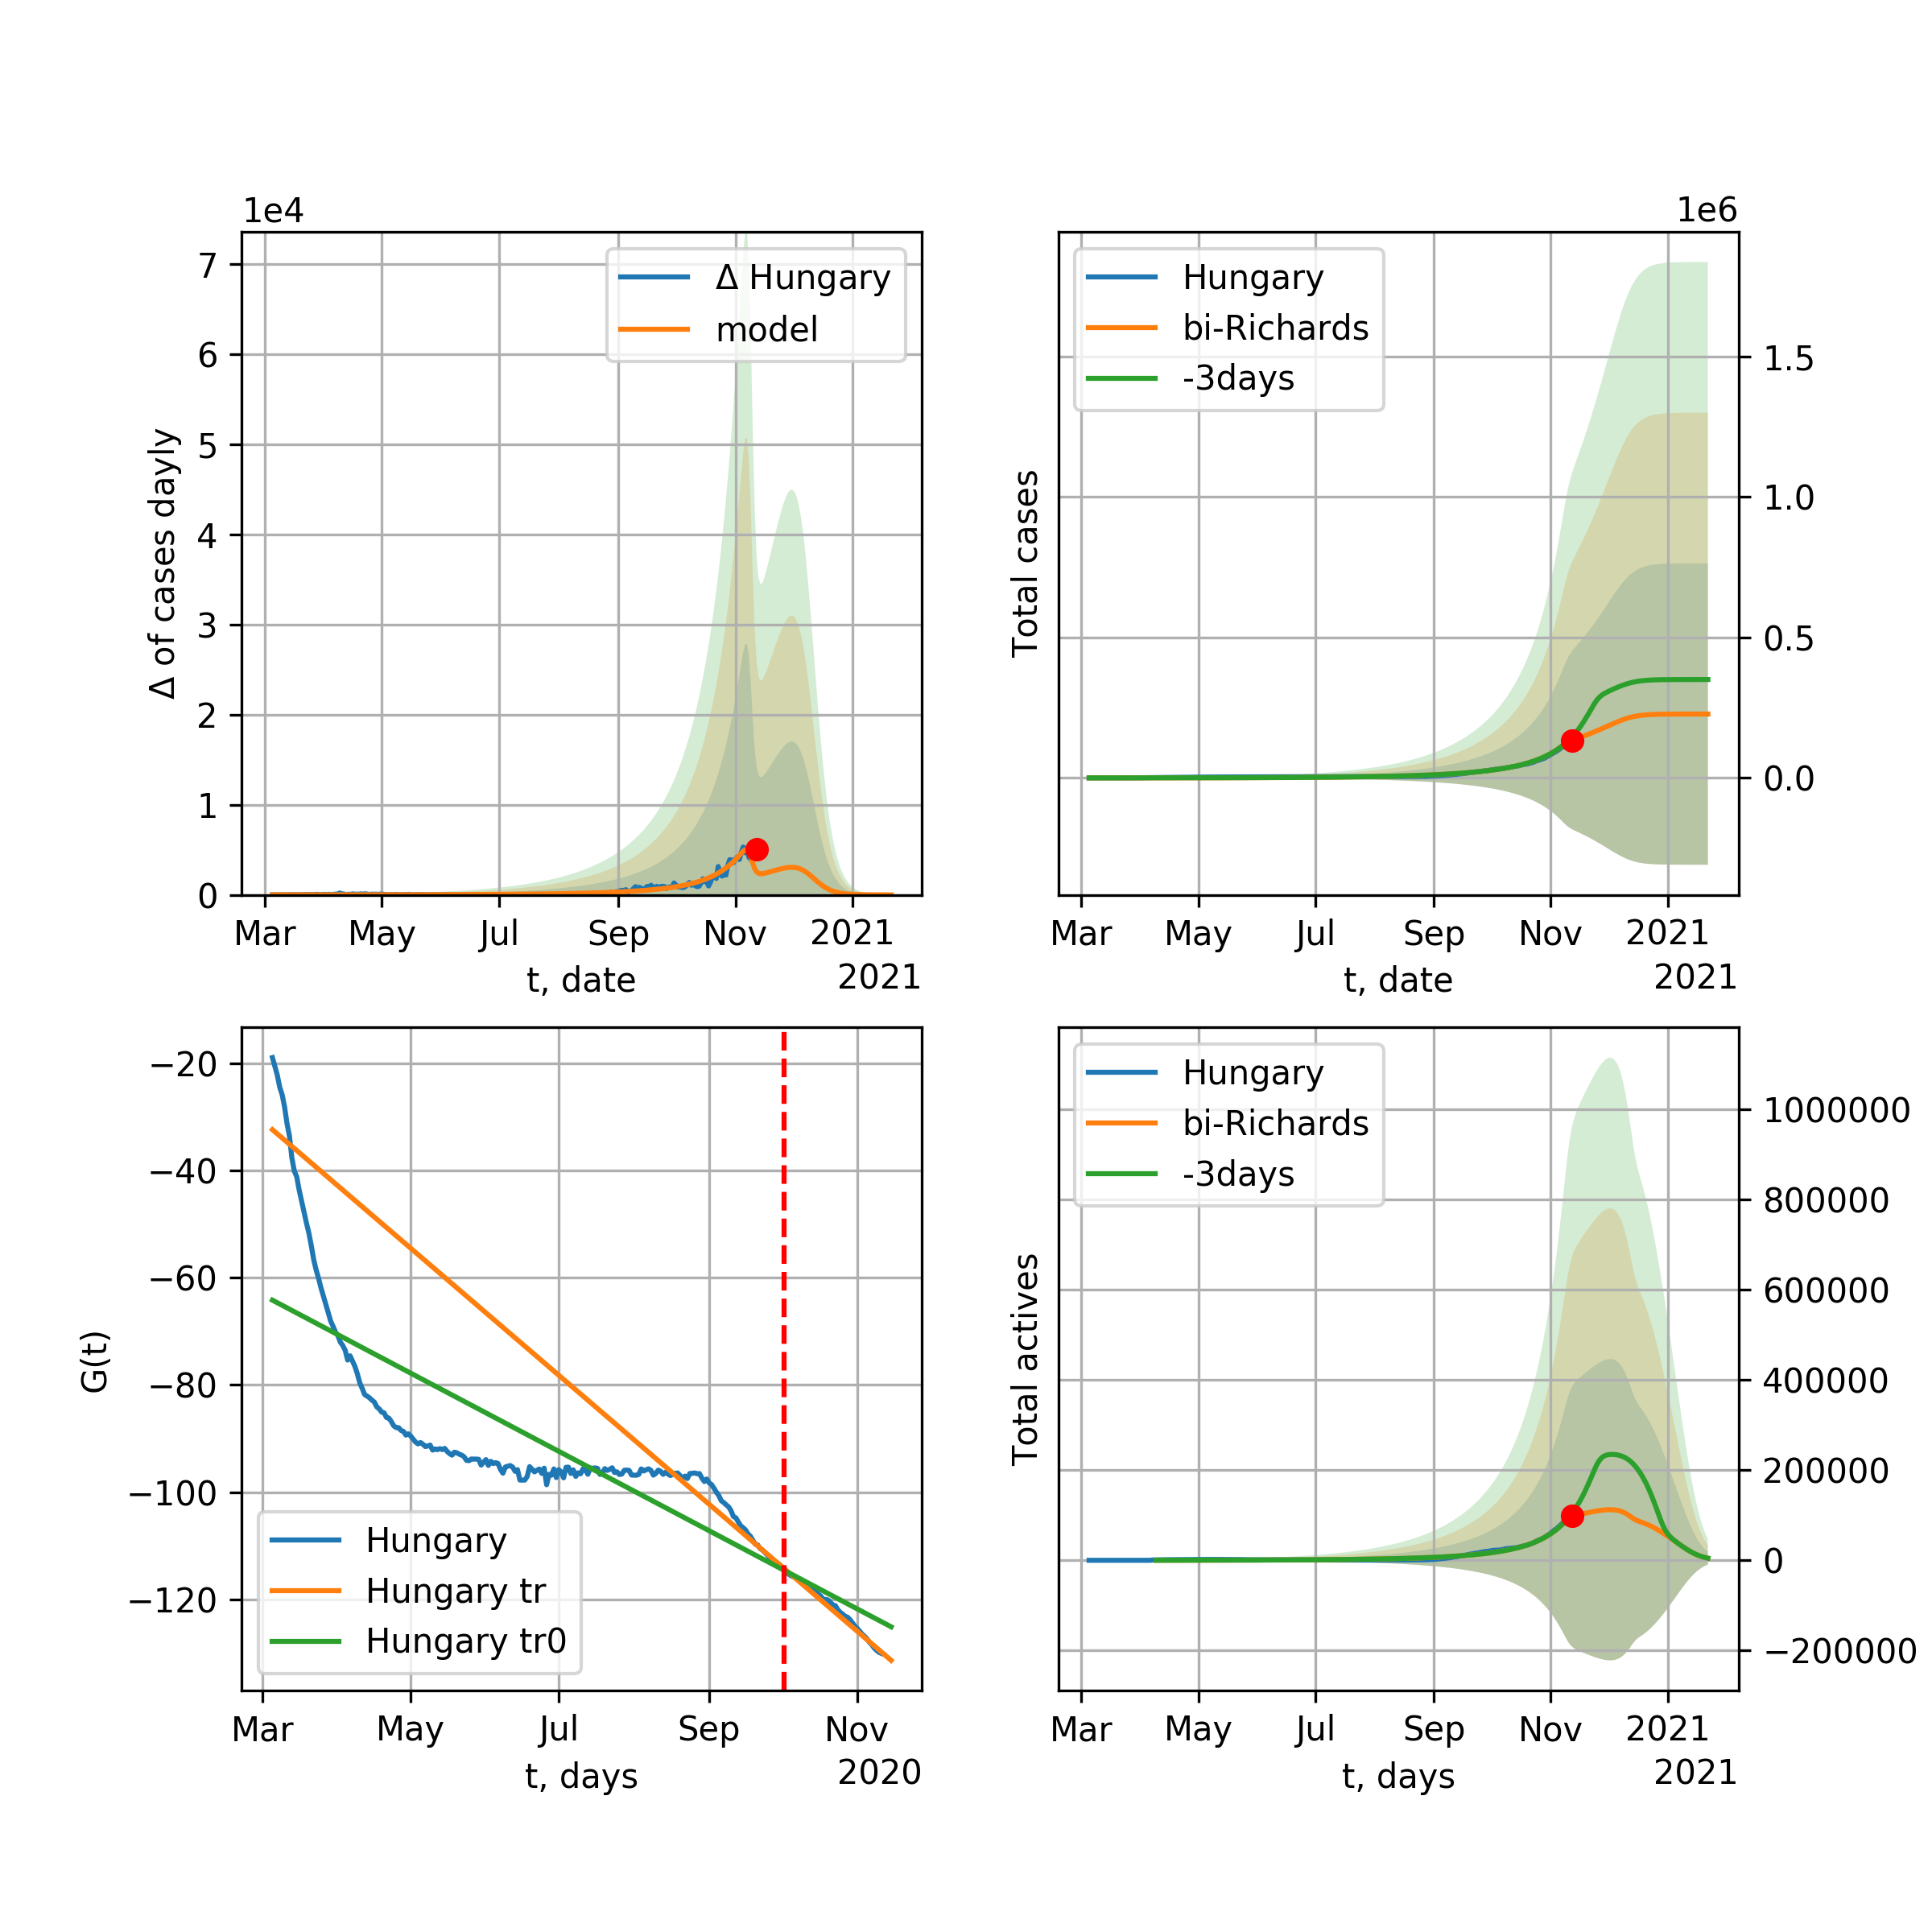 1e4
7
6
5
4
3
2
1
0
Δ of cases dayly
Δ Hungary
model
Mar May Jul Sep Nov 2021
t, date
2021
1e6
Hungary
bi-Richards
-3days
Total cases
1.5
1.0
0.5
0.0
Mar May Jul Sep Nov 2021
t, date
2021
−20
−40
−60
−80
−100
−120
G(t)
Hungary
Hungary tr
Hungary tr0
Mar May Jul Sep Nov
t, days
2020
Hungary
bi-Richards
-3days
Total actives
1000000
800000
600000
400000
200000
0
−200000
Mar May Jul Sep Nov 2021
t, days
2021